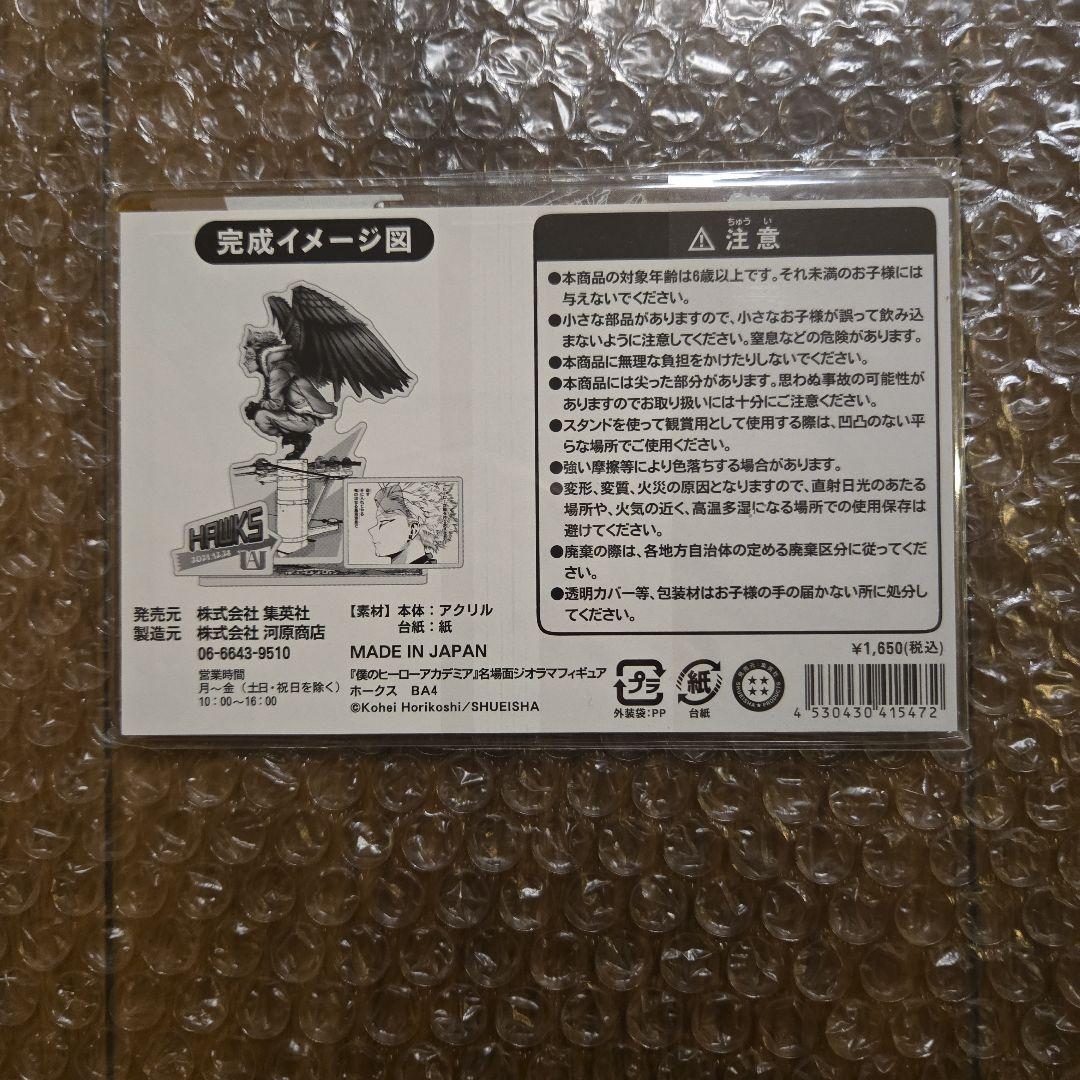 完成イメージ図
HAWKS
発売元 株式会社 集英社
製造元 株式会社 河原商店
06-6643-9510
営業時間
月～金（土日・祝日を除く）
10：00～16：00
【素材】本体：アクリル
台紙：紙
MADE IN JAPAN
『僕のヒーローアカデミア』名場面ジオラマフィギュア
ホークス BA4
©Kohei Horikoshi/SHUEISHA
ちゅう い
⚠ 注意
●本商品の対象年齢は6歳以上です。それ未満のお子様には
与えないでください。
●小さな部品がありますので、小さなお子様が誤って飲み込
まないように注意してください。窒息などの危険があります。
●本商品に無理な負担をかけたりしないでください。
●本商品には尖った部分があります。思わぬ事故の可能性が
ありますのでお取り扱いには十分にご注意ください。
●スタンドを使って観賞用として使用する際は、凹凸のない平
らな場所でご使用ください。
●強い摩擦等により色落ちする場合があります。
●変形、変質、火災の原因となりますので、直射日光のあたる
場所や、火気の近く、高温多湿になる場所での使用保存は
避けてください。
●廃棄の際は、各地方自治体の定める廃棄区分に従ってくだ
さい。
●透明カバー等、包装材はお子様の手の届かない所に処分し
てください。
¥1,650(税込)
プラ
外装袋：PP
紙
台紙
4 530430 415472